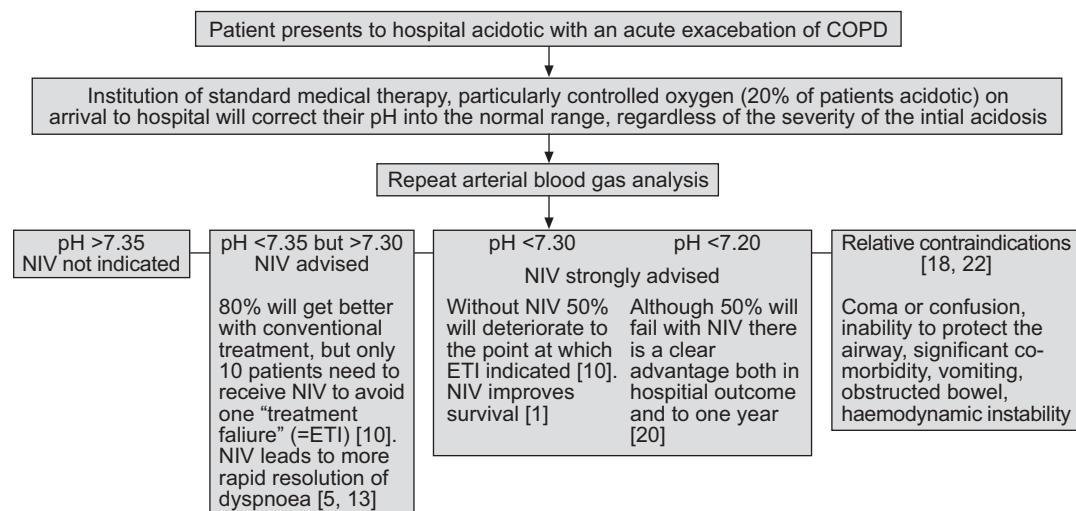 Patient presents to hospital acidotic with an acute exacebation of COPD
Institution of standard medical therapy, particularly controlled oxygen (20% of patients acidotic) on
arrival to hospital will correct their pH into the normal range, regardless of the severity of the intial acidosis
Repeat arterial blood gas analysis
pH >7.35
NIV not indicated
pH <7.35 but >7.30
NIV advised
80% will get better
with conventional
treatment, but only
10 patients need to
receive NIV to avoid
one “treatment
faliure” (=ETI) [10].
NIV leads to more
rapid resolution of
dyspnoea [5, 13]
pH <7.30
pH <7.20
NIV strongly advised
Without NIV 50%
will deteriorate to
the point at which
ETI indicated [10].
NIV improves
survival [1]
Although 50% will
fail with NIV there
is a clear
advantage both in
hospitial outcome
and to one year
[20]
Relative contraindications
[18, 22]
Coma or confusion,
inability to protect the
airway, significant co-
morbidity, vomiting,
obstructed bowel,
haemodynamic instability